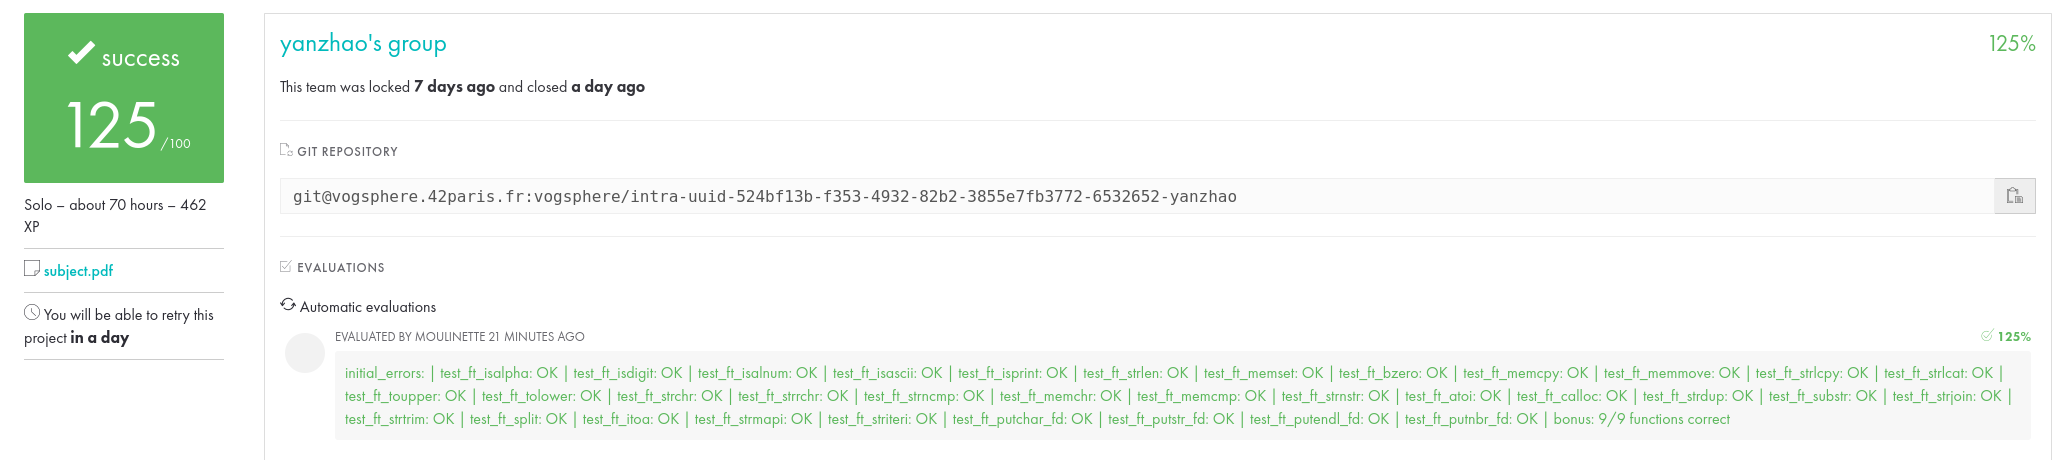 success
125 /100
Solo – about 70 hours – 462
XP
subject.pdf
You will be able to retry this
project in a day
yanzhao's group
125%
This team was locked 7 days ago and closed a day ago
GIT REPOSITORY
git@vogsphere.42paris.fr:vogsphere/intra-uuid-524bf13b-f353-4932-82b2-3855e7fb3772-6532652-yanzhao
EVALUATIONS
Automatic evaluations
EVALUATED BY MOULINETTE 21 MINUTES AGO
125%
initial_errors: | test_ft_isalpha: OK | test_ft_isdigit: OK | test_ft_isalnum: OK | test_ft_isascii: OK | test_ft_isprint: OK | test_ft_strlen: OK | test_ft_memset: OK | test_ft_bzero: OK | test_ft_memcpy: OK | test_ft_memmove: OK | test_ft_strlcpy: OK | test_ft_strlcat: OK |
test_ft_toupper: OK | test_ft_tolower: OK | test_ft_strchr: OK | test_ft_strrchr: OK | test_ft_strncmp: OK | test_ft_memchr: OK | test_ft_memcmp: OK | test_ft_strnstr: OK | test_ft_atoi: OK | test_ft_calloc: OK | test_ft_strdup: OK | test_ft_substr: OK | test_ft_strjoin: OK |
test_ft_strtrim: OK | test_ft_split: OK | test_ft_itoa: OK | test_ft_strmapi: OK | test_ft_striteri: OK | test_ft_putchar_fd: OK | test_ft_putstr_fd: OK | test_ft_putendl_fd: OK | test_ft_putnbr_fd: OK | bonus: 9/9 functions correct